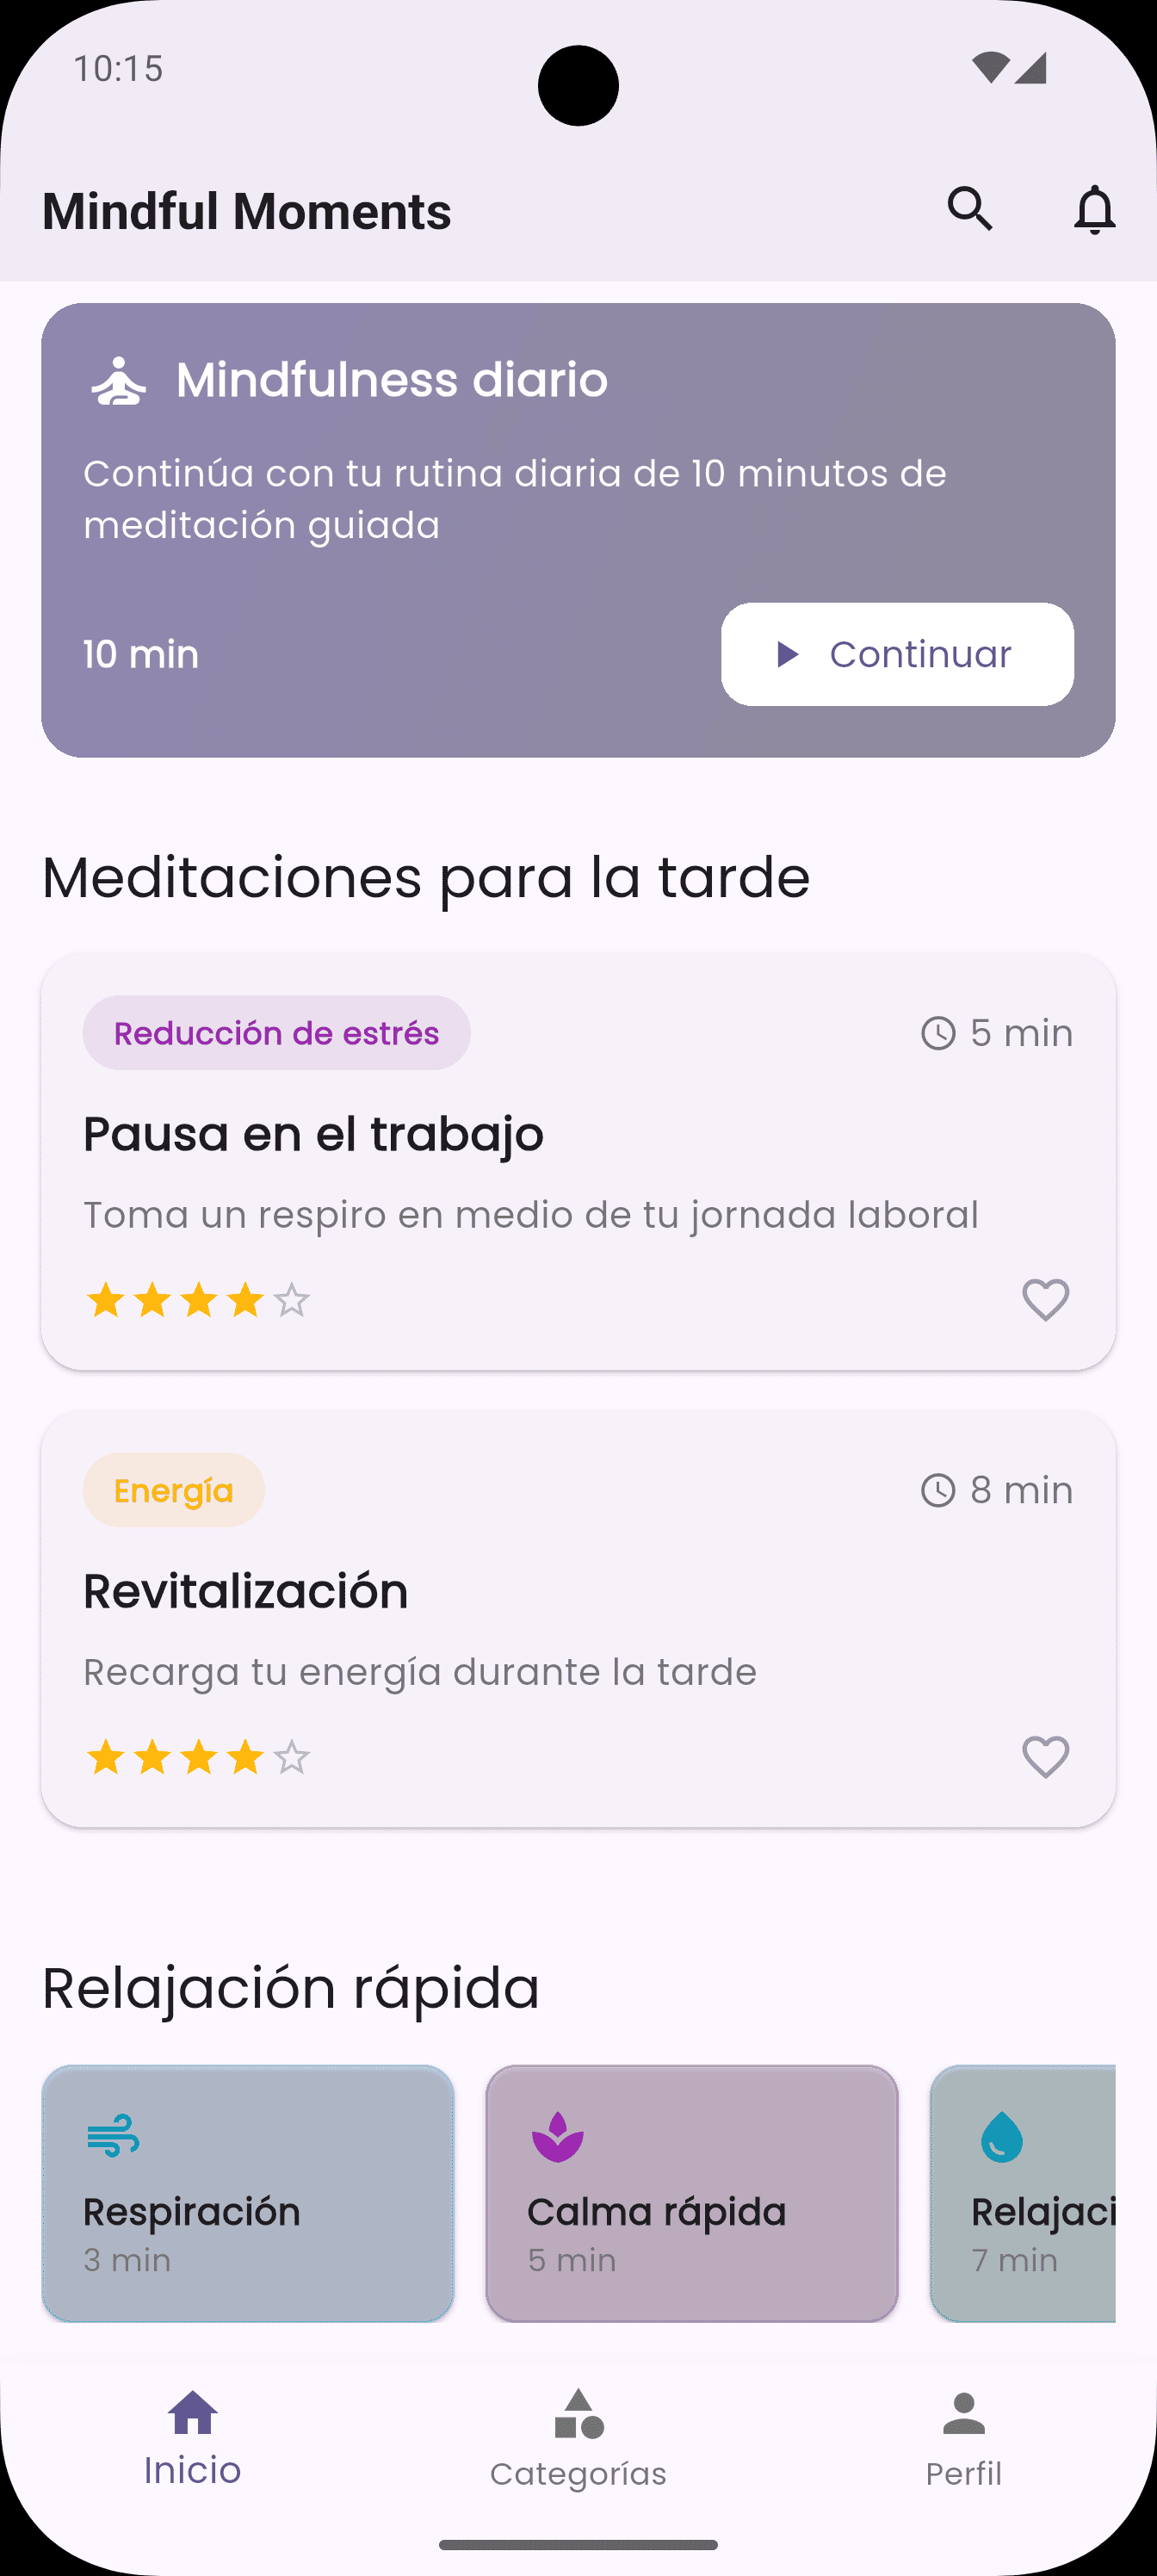 10:15
Mindful Moments
Mindfulness diario
Continúa con tu rutina diaria de 10 minutos de
meditación guiada
10 min
Continuar
Meditaciones para la tarde
Reducción de estrés
5 min
Pausa en el trabajo
Toma un respiro en medio de tu jornada laboral
Energía
8 min
Revitalización
Recarga tu energía durante la tarde
Relajación rápida
Respiración
3 min
Calma rápida
5 min
Relajaci
7 min
Inicio
Categorías
Perfil